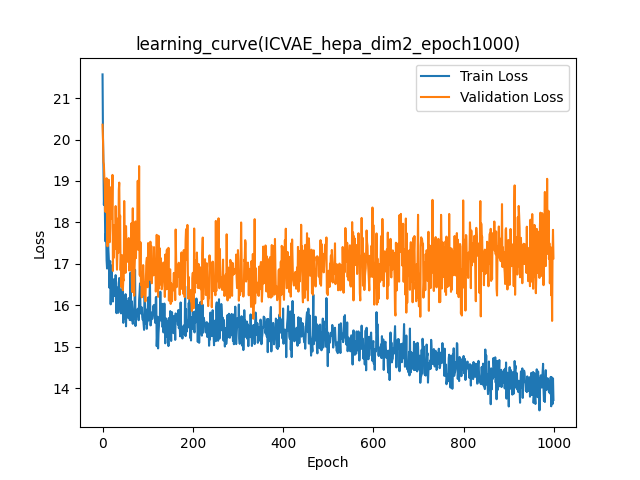 learning_curve(ICVAE_hepa_dim2_epoch1000)
Train Loss
Validation Loss
21
20
19
18
17
16
15
14
Loss
0
200
400
600
800
1000
Epoch